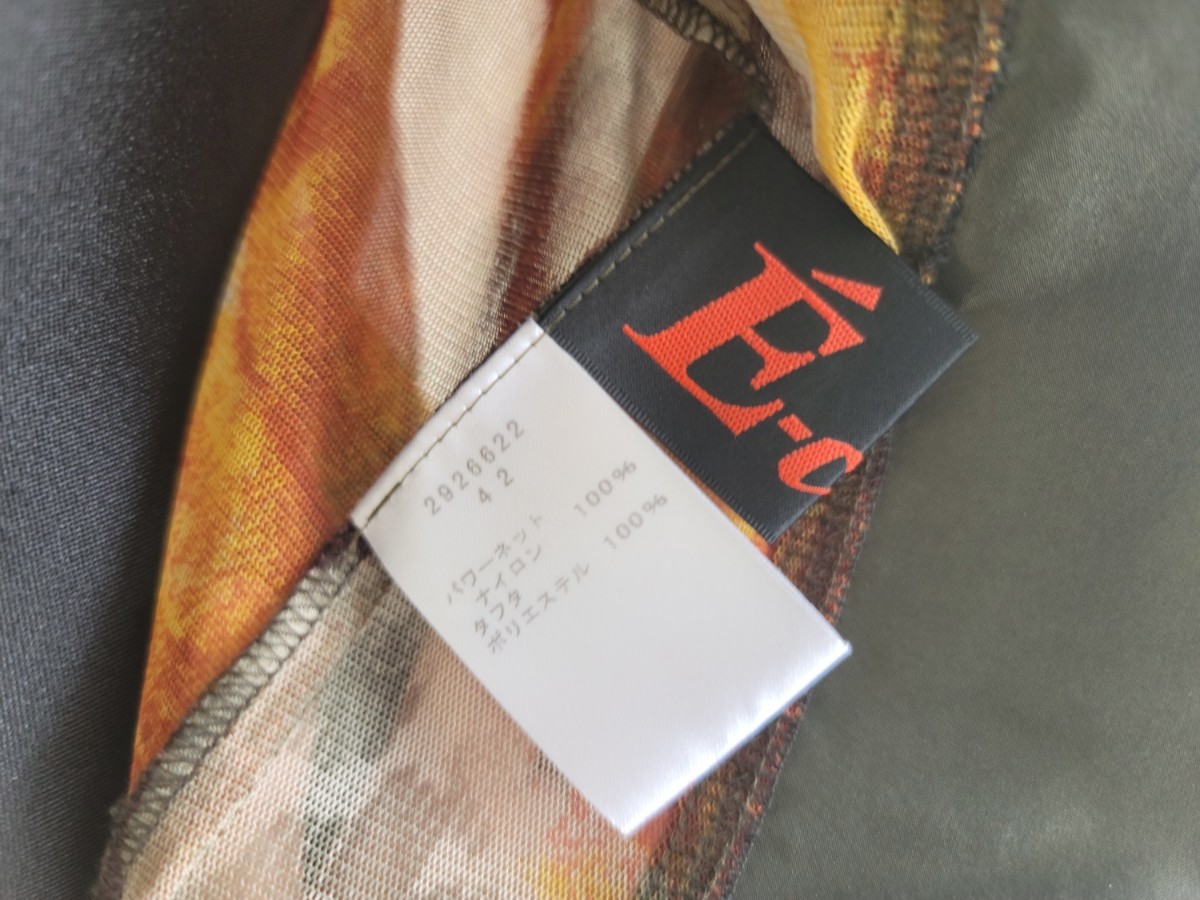 Ê-c
2926622
42
パワーネット
ナイロン 100%
タフタ
ポリエステル 100%